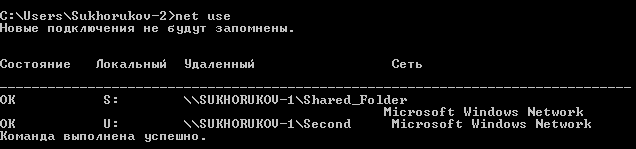 C:\Users\Sukhorukov-2>net use
Новые подключения не будут запомнены.
Состояние Локальный Удаленный Сеть
-------------------------------------------------------------------------------
OK S: \\SUKHORUKOV-1\Shared_Folder
Microsoft Windows Network
OK U: \\SUKHORUKOV-1\Second Microsoft Windows Network
Команда выполнена успешно.